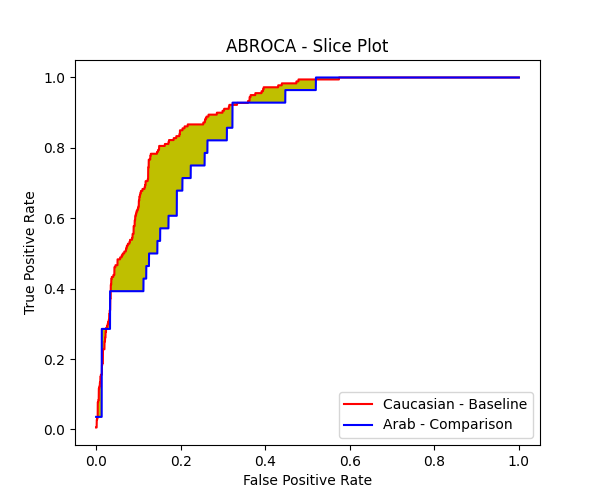 ABROCA - Slice Plot
True Positive Rate
1.0
0.8
0.6
0.4
0.2
0.0
0.0 0.2 0.4 0.6 0.8 1.0
False Positive Rate
Caucasian - Baseline
Arab - Comparison